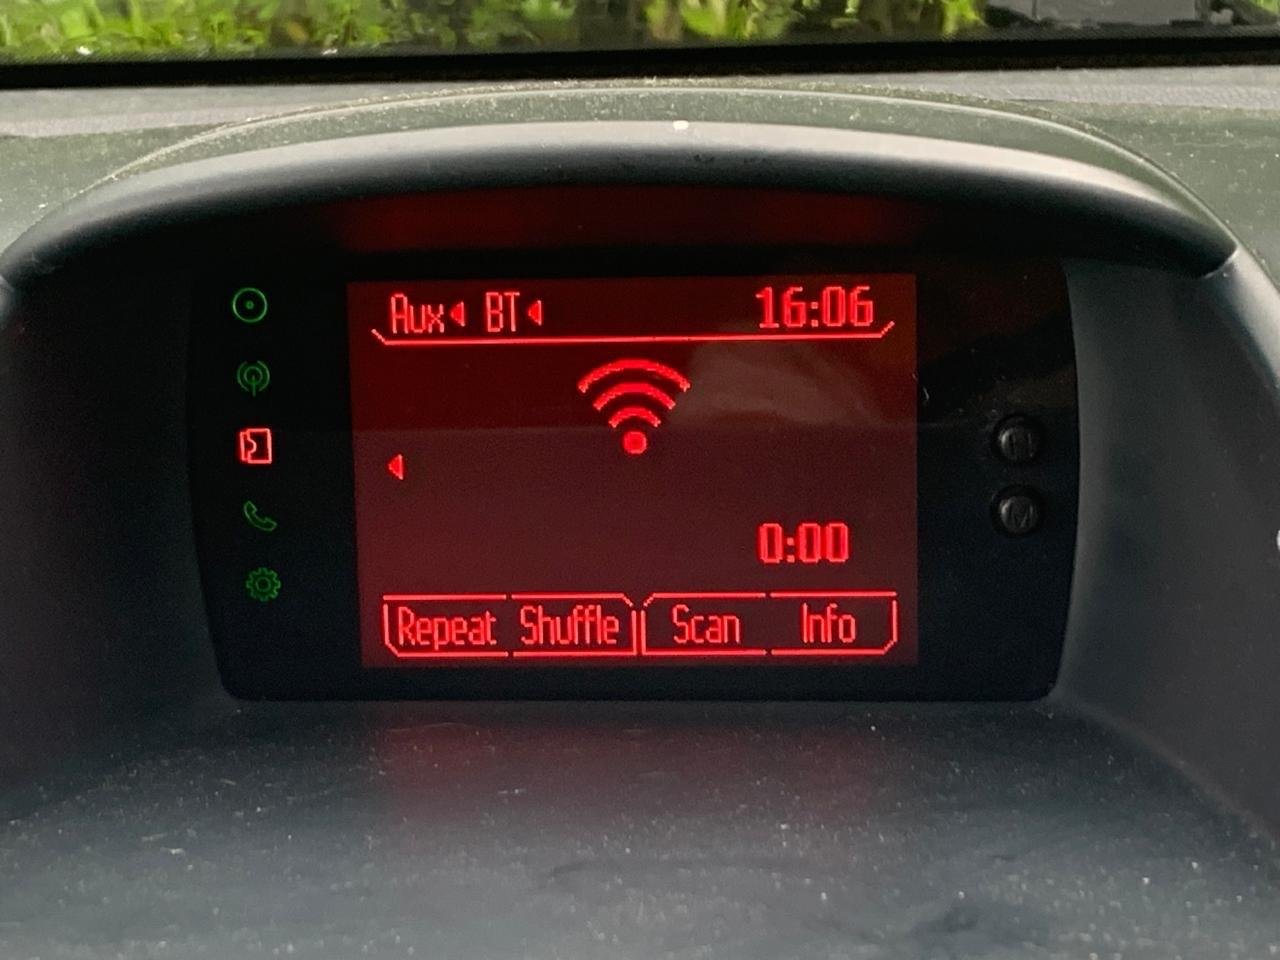 Aux BT 16:06
0:00
Repeat Shuffle Scan Info
M